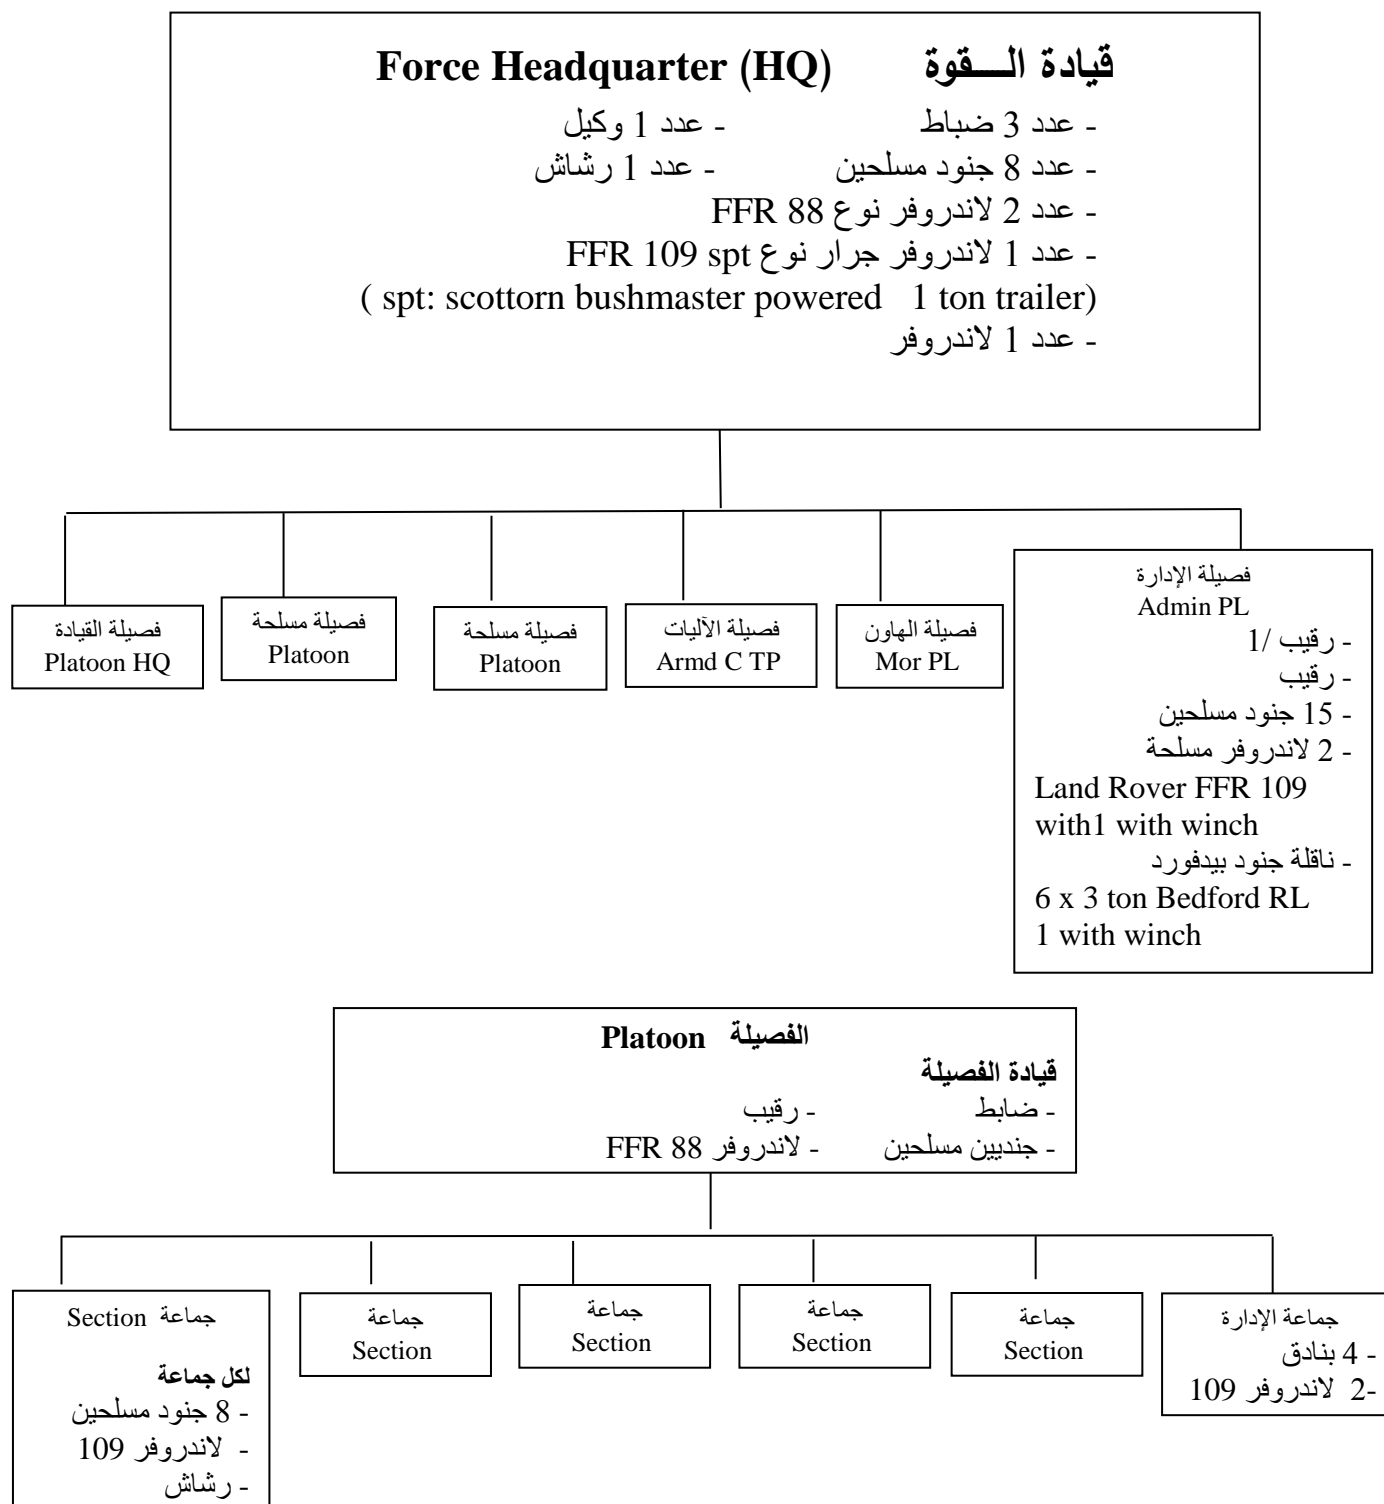 قيادة الـــقوة Force Headquarter (HQ)
- عدد 3 ضباط - عدد 1 وكيل
- عدد 8 جنود مسلحين - عدد 1 رشاش
- عدد 2 لاندروفر نوع FFR 88
- عدد 1 لاندروفر جرار نوع FFR 109 spt
( spt: scottorn bushmaster powered 1 ton trailer)
- عدد 1 لاندروفر
فصيلة القيادة
Platoon HQ
فصيلة مسلحة
Platoon
فصيلة مسلحة
Platoon
فصيلة الآليات
Armd C TP
فصيلة الهاون
Mor PL
فصيلة الإدارة
Admin PL
- رقيب /1
- رقيب
- 15 جنود مسلحين
- 2 لاندروفر مسلحة
Land Rover FFR 109
with1 with winch
- ناقلة جنود بيدفورد
6 x 3 ton Bedford RL
1 with winch
الفصيلة Platoon
قيادة الفصيلة
- ضابط - رقيب
- جنديين مسلحين - لاندروفر FFR 88
جماعة Section
لكل جماعة
- 8 جنود مسلحين
- لاندروفر 109
- رشاش
جماعة
Section
جماعة
Section
جماعة
Section
جماعة
Section
جماعة الإدارة
- 4 بنادق
-2 لاندروفر 109